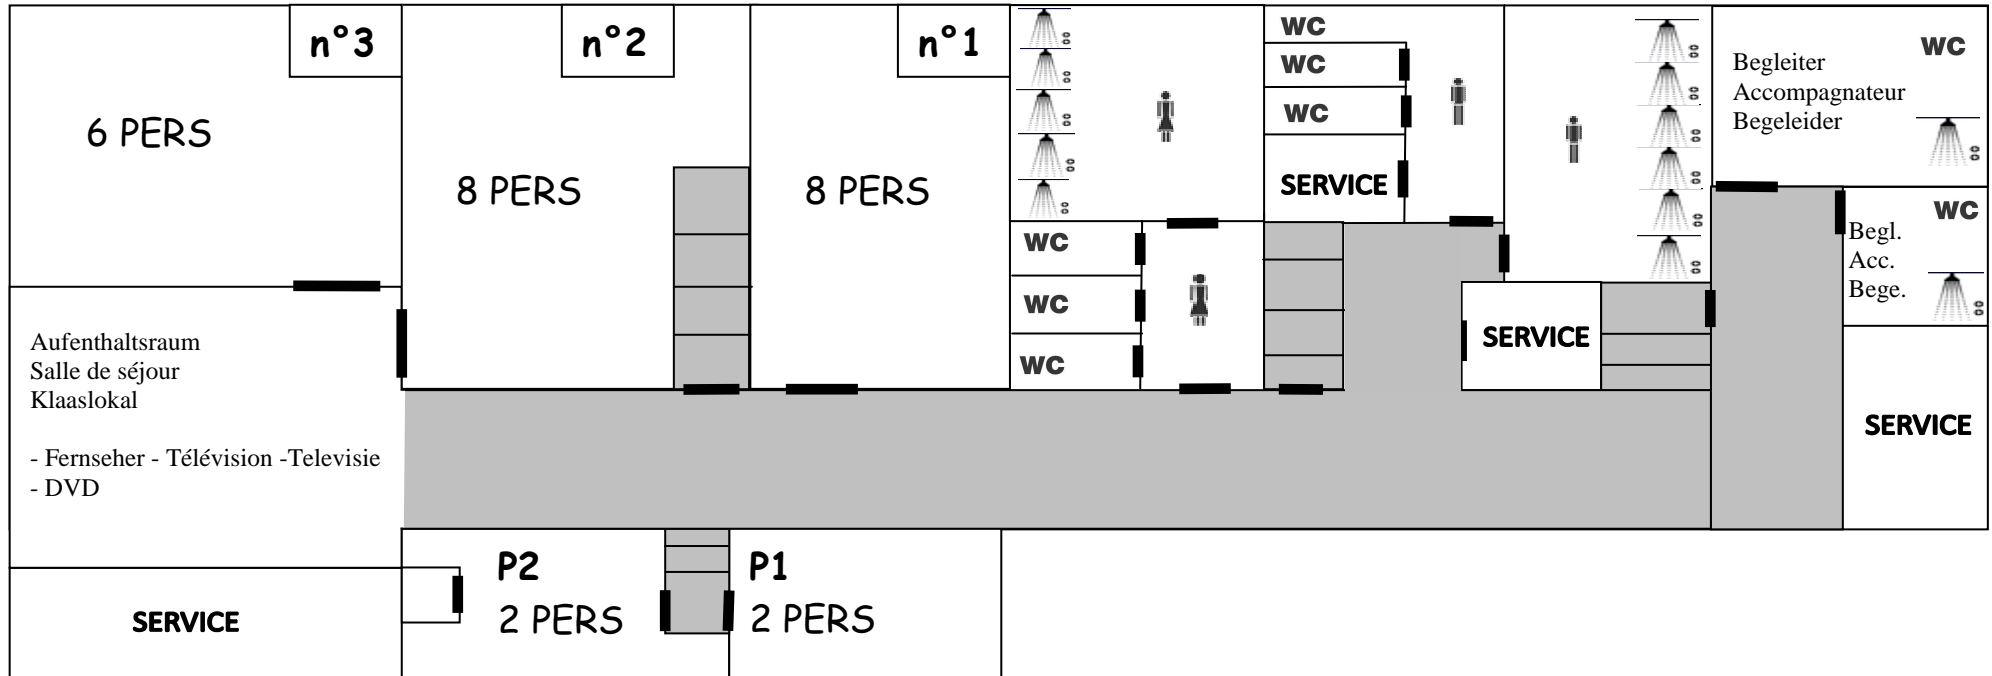 n°3
6 PERS
n°2
8 PERS
n°1
8 PERS
WC
WC
WC
SERVICE
WC
WC
WC
SERVICE
Begleiter
Accompagnateur
Begeleider
WC
WC
Begl.
Acc.
Bege.
SERVICE
Aufenthaltsraum
Salle de séjour
Klaaslokal
- Fernseher - Télévision -Televisie
- DVD
SERVICE
P2
2 PERS
P1
2 PERS